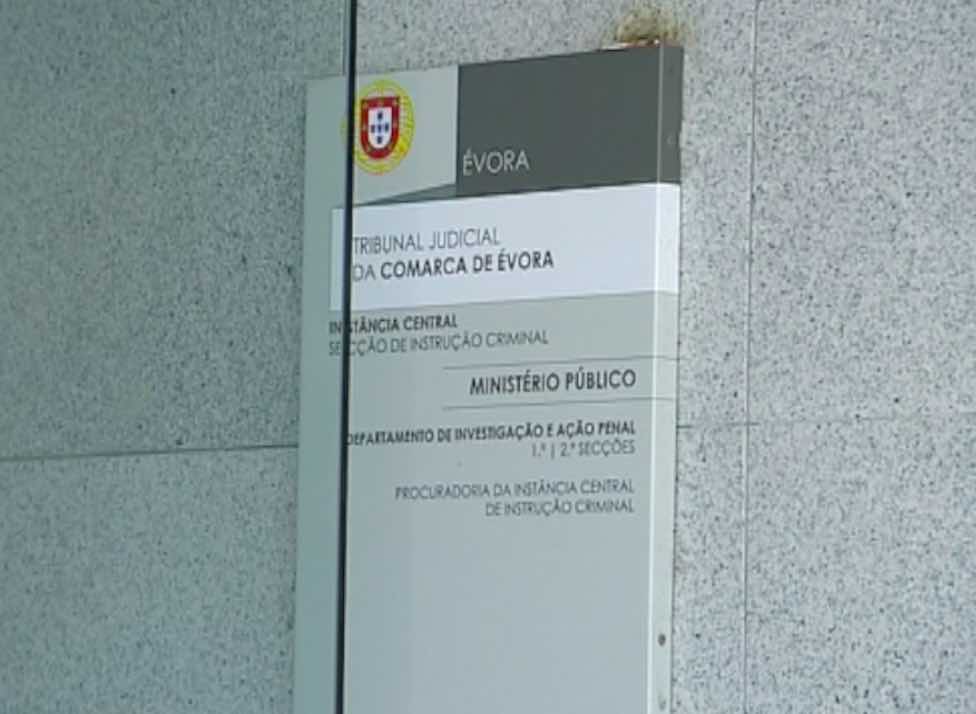 ÉVORA
TRIBUNAL JUDICIAL
DA COMARCA DE ÉVORA
INSTÂNCIA CENTRAL
SECÇÃO DE INSTRUÇÃO CRIMINAL
MINISTÉRIO PÚBLICO
DEPARTAMENTO DE INVESTIGAÇÃO E AÇÃO PENAL
1.ª | 2.ª SECÇÕES
PROCURADORIA DA INSTÂNCIA CENTRAL
DE INSTRUÇÃO CRIMINAL